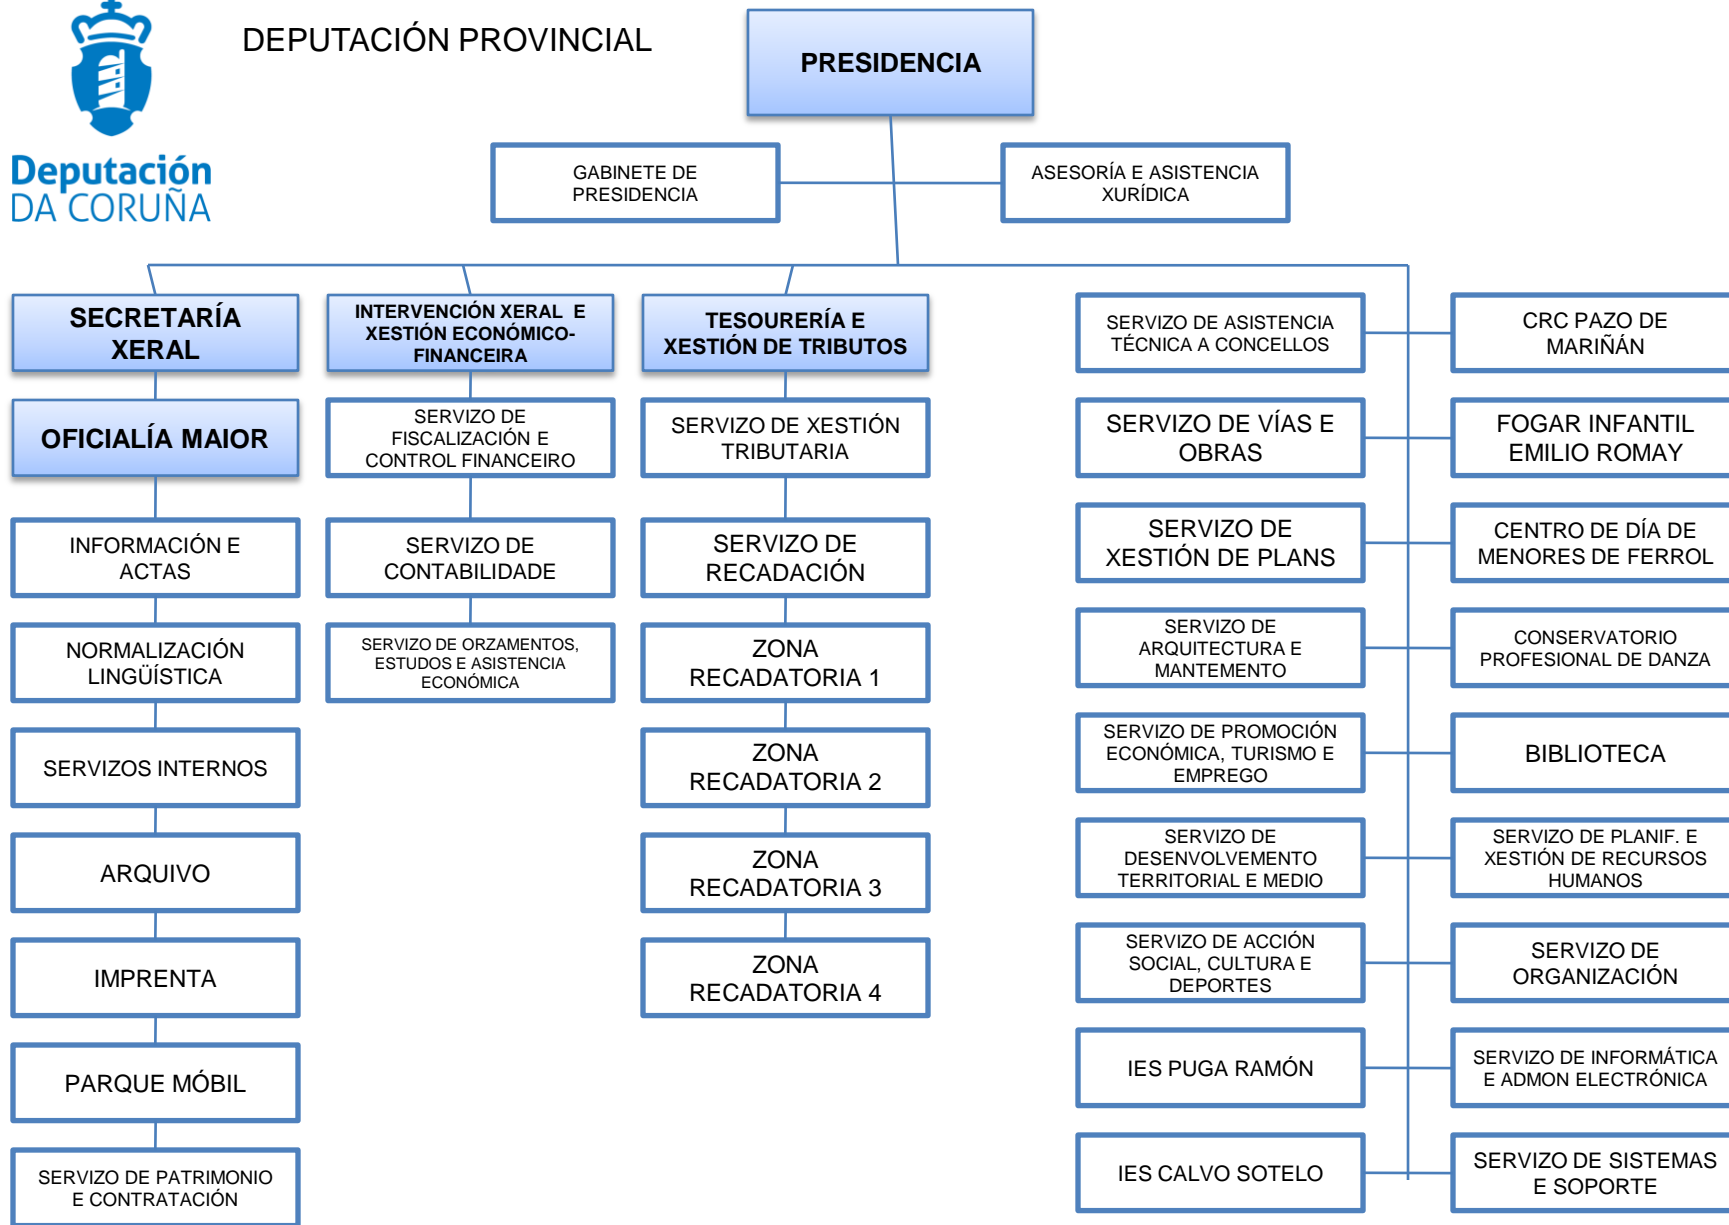 Deputación
DA CORUÑA
DEPUTACIÓN PROVINCIAL
PRESIDENCIA
GABINETE DE
PRESIDENCIA
ASESORÍA E ASISTENCIA
XURÍDICA
SECRETARÍA
XERAL
OFICIALÍA MAIOR
INFORMACIÓN E
ACTAS
NORMALIZACIÓN
LINGÜÍSTICA
SERVIZOS INTERNOS
ARQUIVO
IMPRENTA
PARQUE MÓBIL
SERVIZO DE PATRIMONIO
E CONTRATACIÓN
INTERVENCIÓN XERAL E
XESTIÓN ECONÓMICO-
FINANCEIRA
SERVIZO DE
FISCALIZACIÓN E
CONTROL FINANCEIRO
SERVIZO DE
CONTABILIDADE
SERVIZO DE ORZAMENTOS,
ESTUDOS E ASISTENCIA
ECONÓMICA
TESOURERÍA E
XESTIÓN DE TRIBUTOS
SERVIZO DE XESTIÓN
TRIBUTARIA
SERVIZO DE
RECADACIÓN
ZONA
RECADATORIA 1
ZONA
RECADATORIA 2
ZONA
RECADATORIA 3
ZONA
RECADATORIA 4
SERVIZO DE ASISTENCIA
TÉCNICA A CONCELLOS
SERVIZO DE VÍAS E
OBRAS
SERVIZO DE
XESTIÓN DE PLANS
SERVIZO DE
ARQUITECTURA E
MANTEMENTO
SERVIZO DE PROMOCIÓN
ECONÓMICA, TURISMO E
EMPREGO
SERVIZO DE
DESENVOLVEMENTO
TERRITORIAL E MEDIO
SERVIZO DE ACCIÓN
SOCIAL, CULTURA E
DEPORTES
IES PUGA RAMÓN
IES CALVO SOTELO
CRC PAZO DE
MARIÑÁN
FOGAR INFANTIL
EMILIO ROMAY
CENTRO DE DÍA DE
MENORES DE FERROL
CONSERVATORIO
PROFESIONAL DE DANZA
BIBLIOTECA
SERVIZO DE PLANIF. E
XESTIÓN DE RECURSOS
HUMANOS
SERVIZO DE
ORGANIZACIÓN
SERVIZO DE INFORMÁTICA
E ADMON ELECTRÓNICA
SERVIZO DE SISTEMAS
E SOPORTE